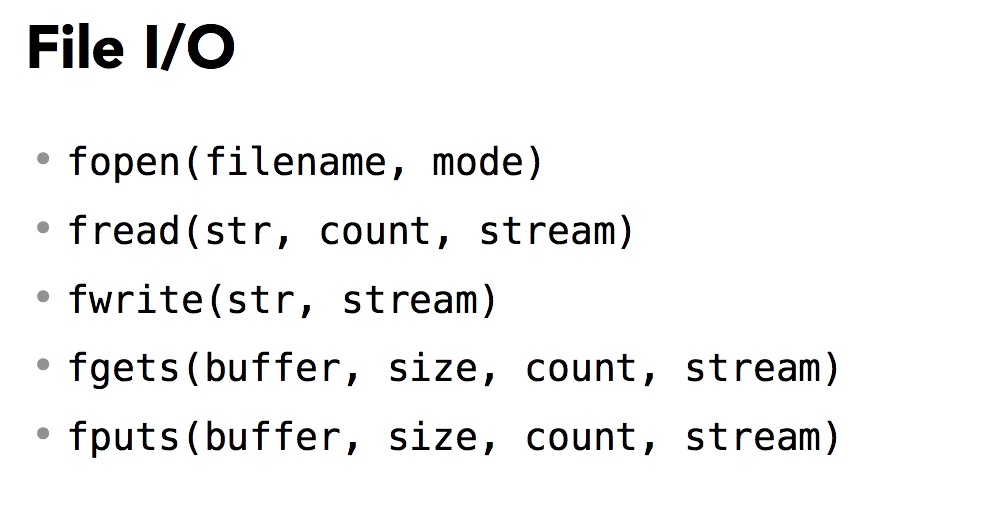 File I/O
• fopen(filename, mode)
• fread(str, count, stream)
• fwrite(str, stream)
• fgets(buffer, size, count, stream)
• fputs(buffer, size, count, stream)